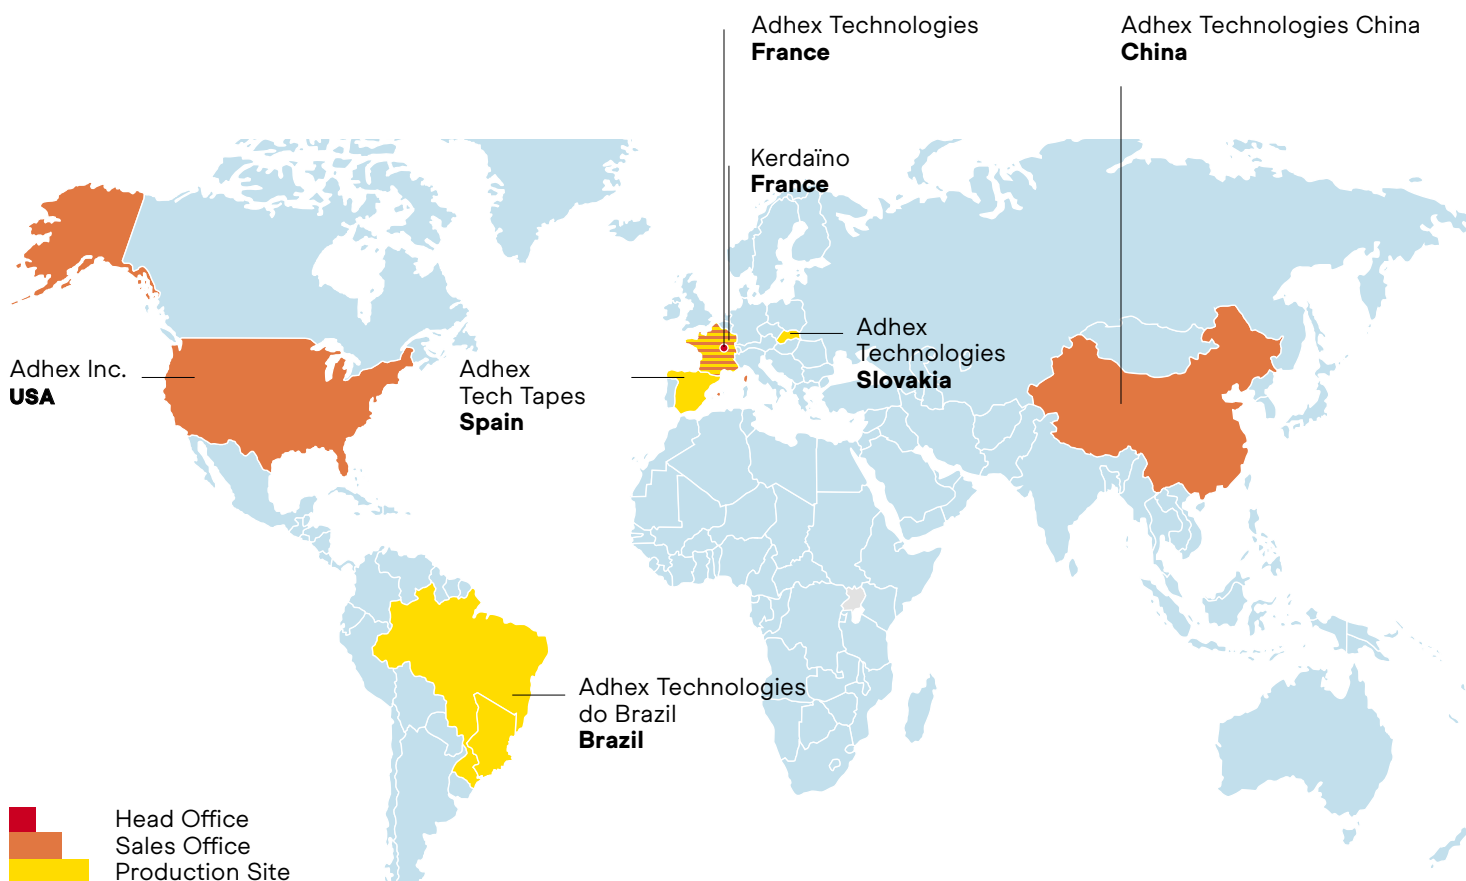 Adhex Technologies
France
Adhex Technologies China
China
Kerdaïno
France
Adhex Inc.
USA
Adhex
Tech Tapes
Spain
Adhex
Technologies
Slovakia
Adhex Technologies
do Brazil
Brazil
Head Office
Sales Office
Production Site